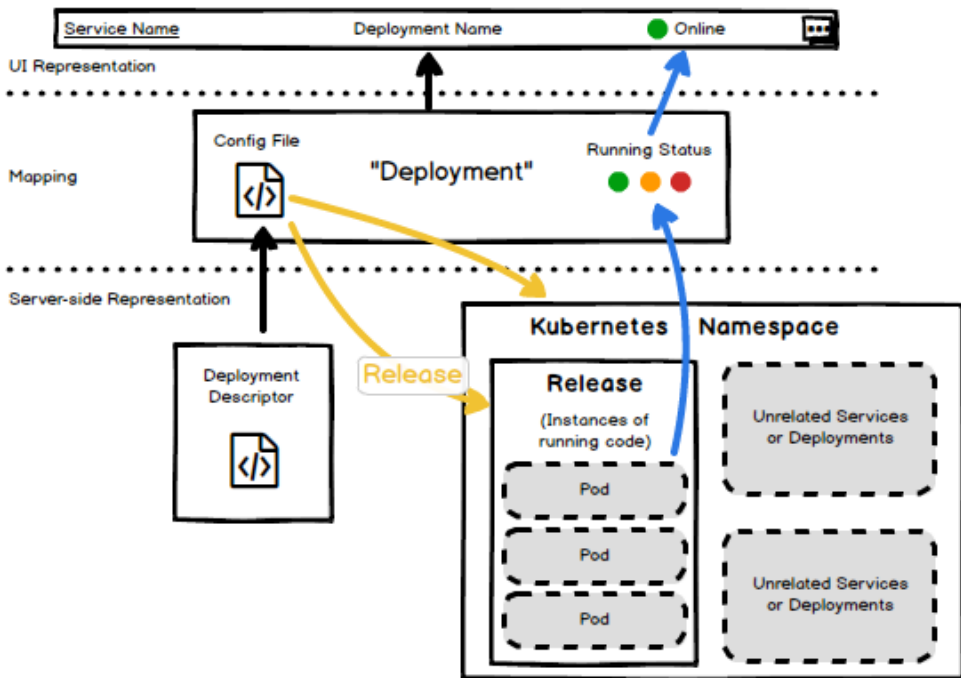 Service Name
Deployment Name
Online
UI Representation
Config File
Running Status
"Deployment"
Mapping
</>
Server-side Representation
Kubernetes Namespace
Deployment
Descriptor
</>
Release
Release
(Instances of
running code)
Pod
Pod
Pod
Unrelated Services
or Deployments
Unrelated Services
or Deployments